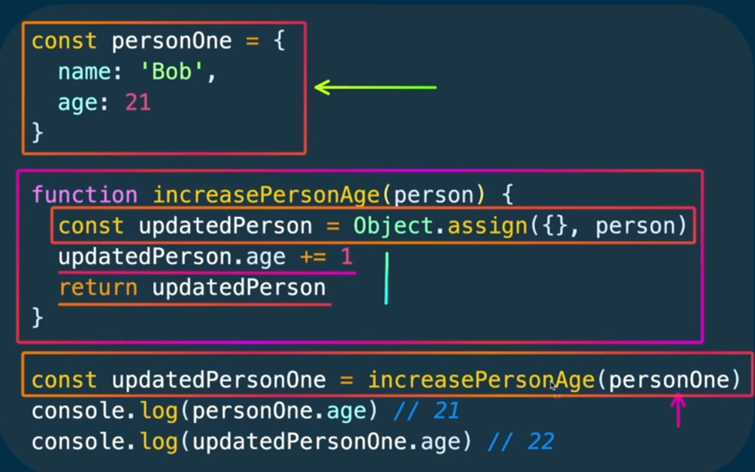 const personOne = {
  name: 'Bob',
  age: 21
}
function increasePersonAge(person) {
  const updatedPerson = Object.assign({}, person)
  updatedPerson.age += 1
  return updatedPerson
}
const updatedPersonOne = increasePersonAge(personOne)
console.log(personOne.age) // 21
console.log(updatedPersonOne.age) // 22